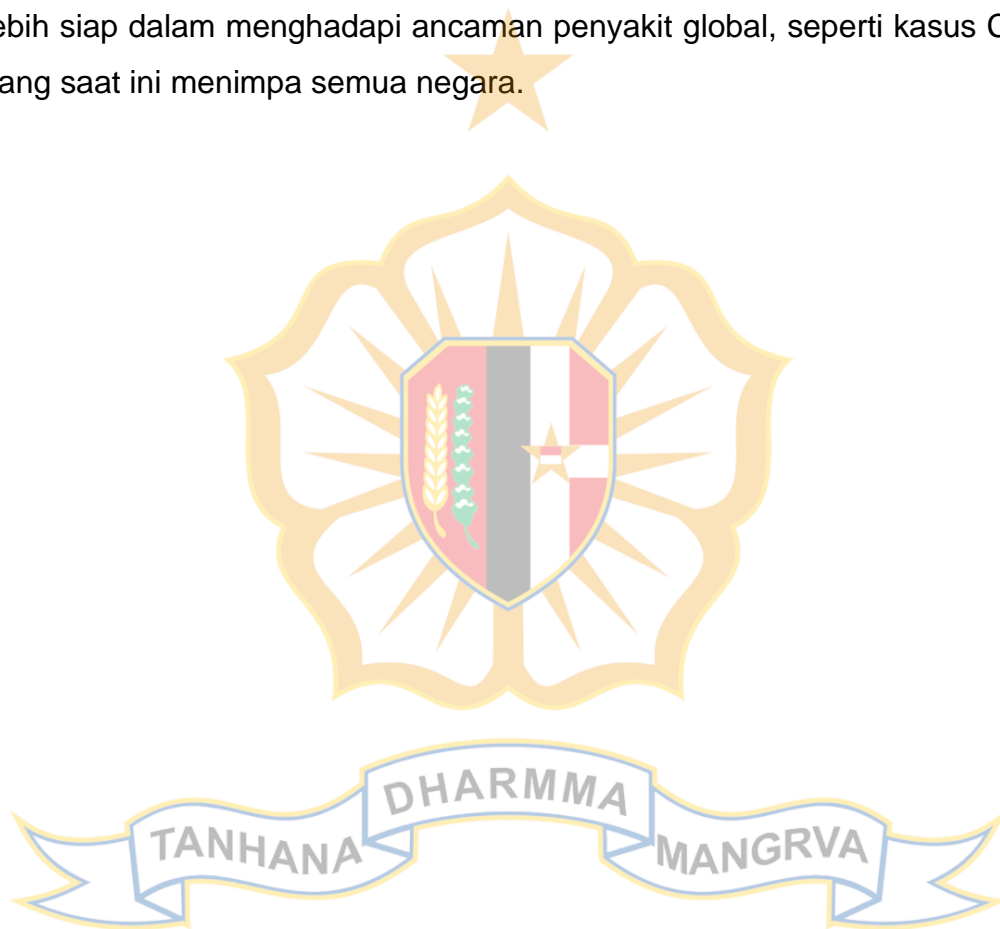 ebih siap dalam menghadapi ancaman penyakit global, seperti kasus C
ang saat ini menimpa semua negara.
TANHANA DHARMMA MANGRVA